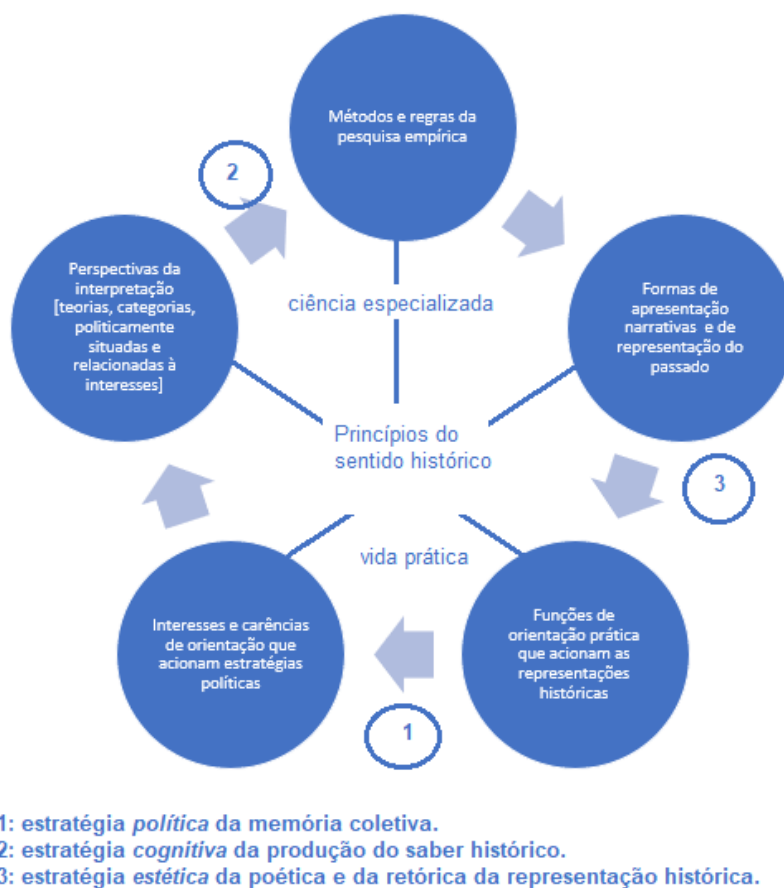 Métodos e regras da
pesquisa empírica
2
Perspectivas da
interpretação
[teorias, categorias,
politicamente
situadas e
relacionadas à
interesses]
ciência especializada
Formas de
apresentação
narrativas e de
representação do
passado
Princípios do
sentido histórico
3
vida prática
Interesses e carências
de orientação que
acionam estratégias
políticas
Funções de
orientação prática
que acionam as
representações
históricas
1
1: estratégia política da memória coletiva.
2: estratégia cognitiva da produção do saber histórico.
3: estratégia estética da poética e da retórica da representação histórica.